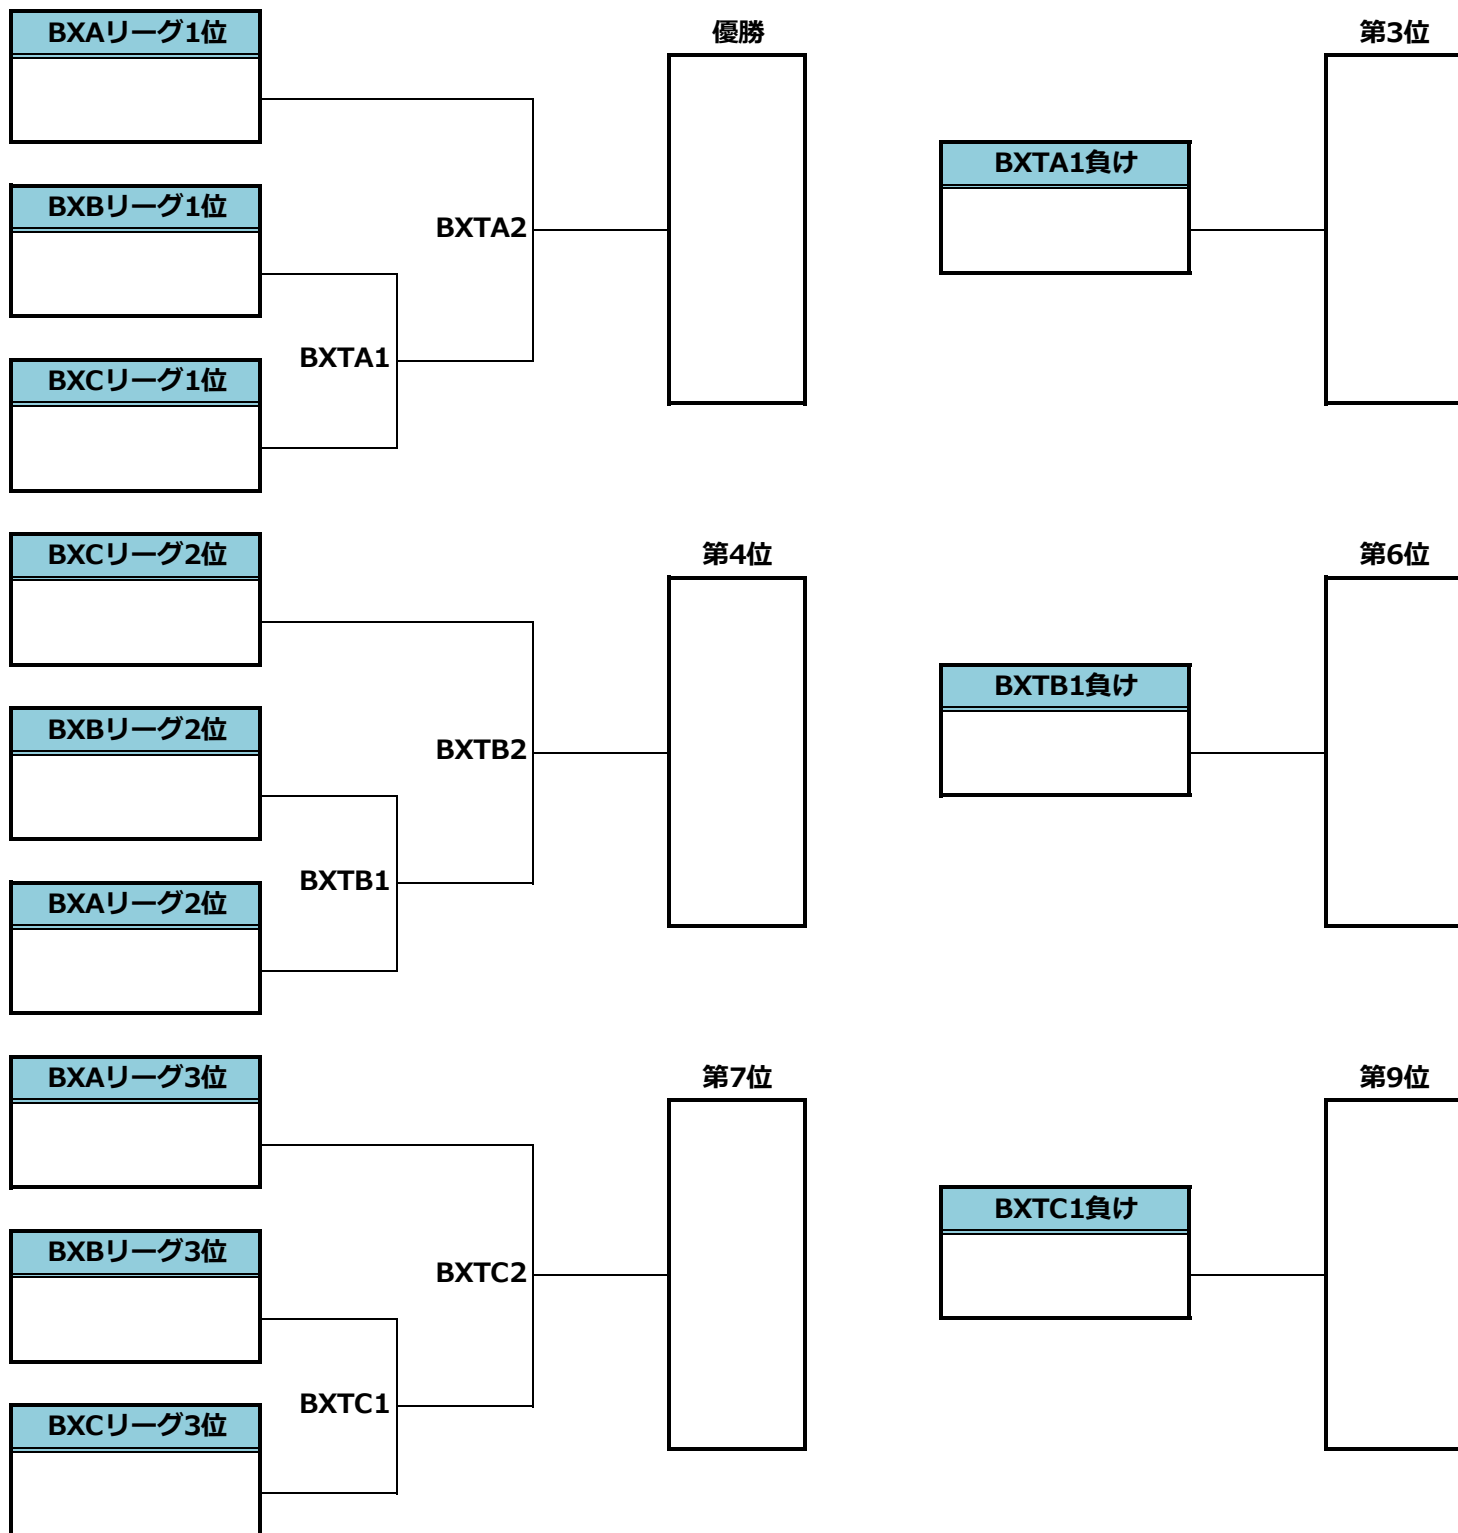 BXAリーグ1位
優勝
第3位
BXTA1負け
BXBリーグ1位
BXTA2
BXTA1
BXCリーグ1位
BXCリーグ2位
第4位
第6位
BXTB1負け
BXBリーグ2位
BXTB2
BXTB1
BXAリーグ2位
BXAリーグ3位
第7位
第9位
BXTC1負け
BXBリーグ3位
BXTC2
BXTC1
BXCリーグ3位